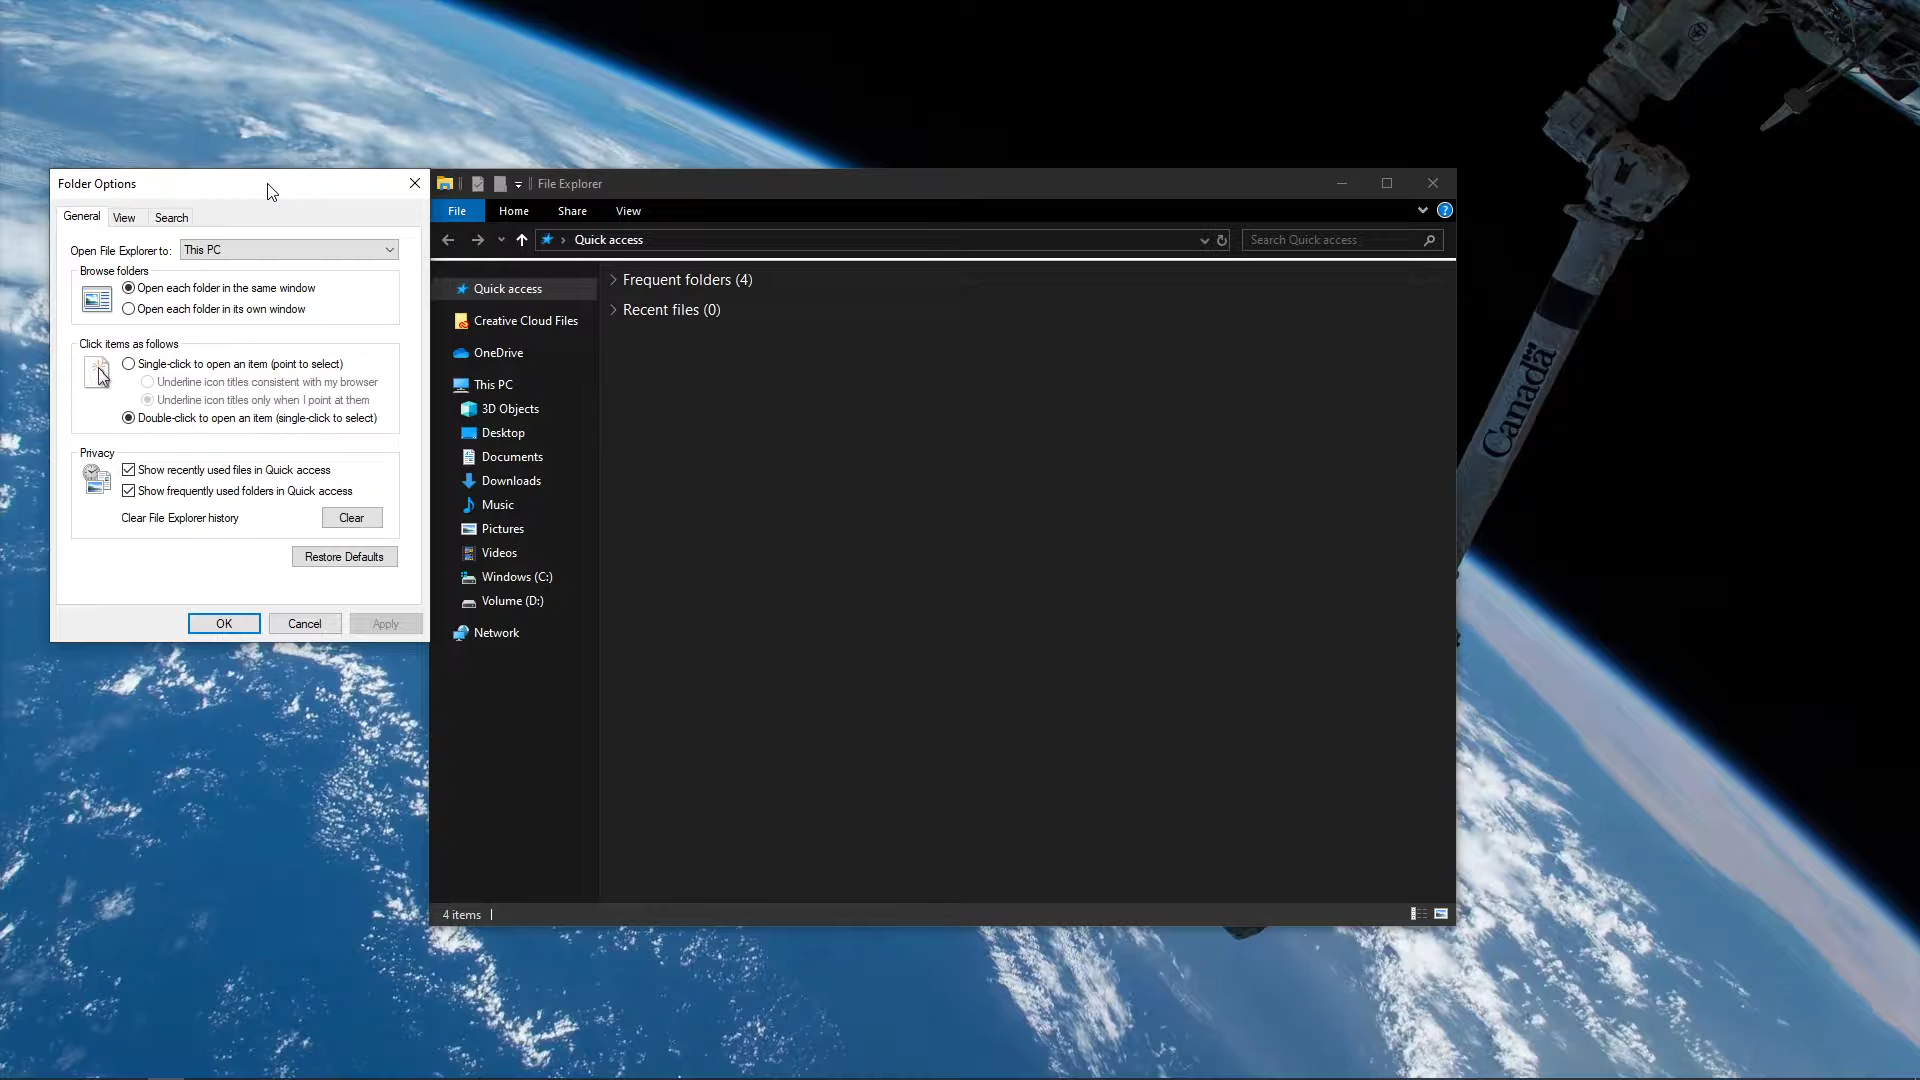 Folder Options
General View Search
Open File Explorer to: This PC
Browse folders
Open each folder in the same window
Open each folder in its own window
Click items as follows
Single-click to open an item (point to select)
Underline icon titles consistent with my browser
Underline icon titles only when I point at them
Double-click to open an item (single-click to select)
Privacy
Show recently used files in Quick access
Show frequently used folders in Quick access
Clear File Explorer history Clear
Restore Defaults
OK Cancel Apply
File Explorer
File Home Share View ?
Quick access Search Quick access
Quick access
Creative Cloud Files
OneDrive
This PC
3D Objects
Desktop
Documents
Downloads
Music
Pictures
Videos
Windows (C:)
Volume (D:)
Network
Frequent folders (4)
Recent files (0)
4 items
Canada